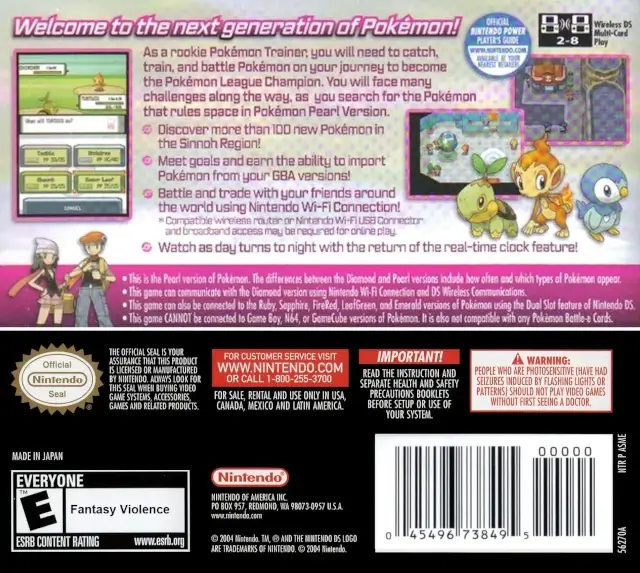 Welcome to the next generation of Pokémon!
As a rookie Pokémon Trainer, you will need to catch,
train, and battle Pokémon on your journey to become
the Pokémon League Champion. You will face many
challenges along the way, as you search for the Pokémon
that rules space in Pokémon Pearl Version.
Discover more than 100 new Pokémon in
the Sinnoh Region!
Meet goals and earn the ability to import
Pokémon from your GBA versions!
Battle and trade with your friends around
the world using Nintendo Wi-Fi Connection!
* Compatible wireless router or Nintendo Wi-Fi USB Connector
and broadband access may be required for online play.
Watch as day turns to night with the return of the real-time clock feature!
OFFICIAL
NINTENDO POWER
PLAYER'S GUIDE
WWW.NINTENDO.COM
AVAILABLE AT YOUR
NEAREST RETAILER!
2-8
Wireless DS
Multi-Card
Play
• This is the Pearl version of Pokémon. The differences between the Diamond and Pearl versions include how often and which types of Pokémon appear.
• This game can communicate with the Diamond version using Nintendo Wi-Fi Connection and DS Wireless Communications.
• This game can also be connected to the Ruby, Sapphire, FireRed, LeafGreen, and Emerald versions of Pokémon using the Dual Slot feature of Nintendo DS.
• This game CANNOT be connected to Game Boy, N64, or GameCube versions of Pokémon. It is also not compatible with any Pokémon Battle-e Cards.
Official
Nintendo
Seal
THE OFFICIAL SEAL IS YOUR
ASSURANCE THAT THIS PRODUCT
IS LICENSED OR MANUFACTURED
BY NINTENDO. ALWAYS LOOK FOR
THIS SEAL WHEN BUYING VIDEO
GAME SYSTEMS, ACCESSORIES,
GAMES AND RELATED PRODUCTS.
FOR CUSTOMER SERVICE VISIT
WWW.NINTENDO.COM
OR CALL 1-800-255-3700
FOR SALE, RENTAL AND USE ONLY IN USA,
CANADA, MEXICO AND LATIN AMERICA.
IMPORTANT!
READ THE INSTRUCTION AND
SEPARATE HEALTH AND SAFETY
PRECAUTIONS BOOKLETS
BEFORE SETUP OR USE OF
YOUR SYSTEM.
WARNING:
PEOPLE WHO ARE PHOTOSENSITIVE (HAVE HAD
SEIZURES INDUCED BY FLASHING LIGHTS OR
PATTERNS) SHOULD NOT PLAY VIDEO GAMES
WITHOUT FIRST SEEING A DOCTOR.
MADE IN JAPAN
EVERYONE
TM
E
Fantasy Violence
ESRB CONTENT RATING www.esrb.org
Nintendo
NINTENDO OF AMERICA INC.
PO BOX 957, REDMOND, WA 98073-0957 U.S.A.
www.nintendo.com
© 2004 Nintendo. TM, ® AND THE NINTENDO DS LOGO
ARE TRADEMARKS OF NINTENDO. © 2004 Nintendo.
00000
0 45496 73849 5
NTR P ASME
56270A